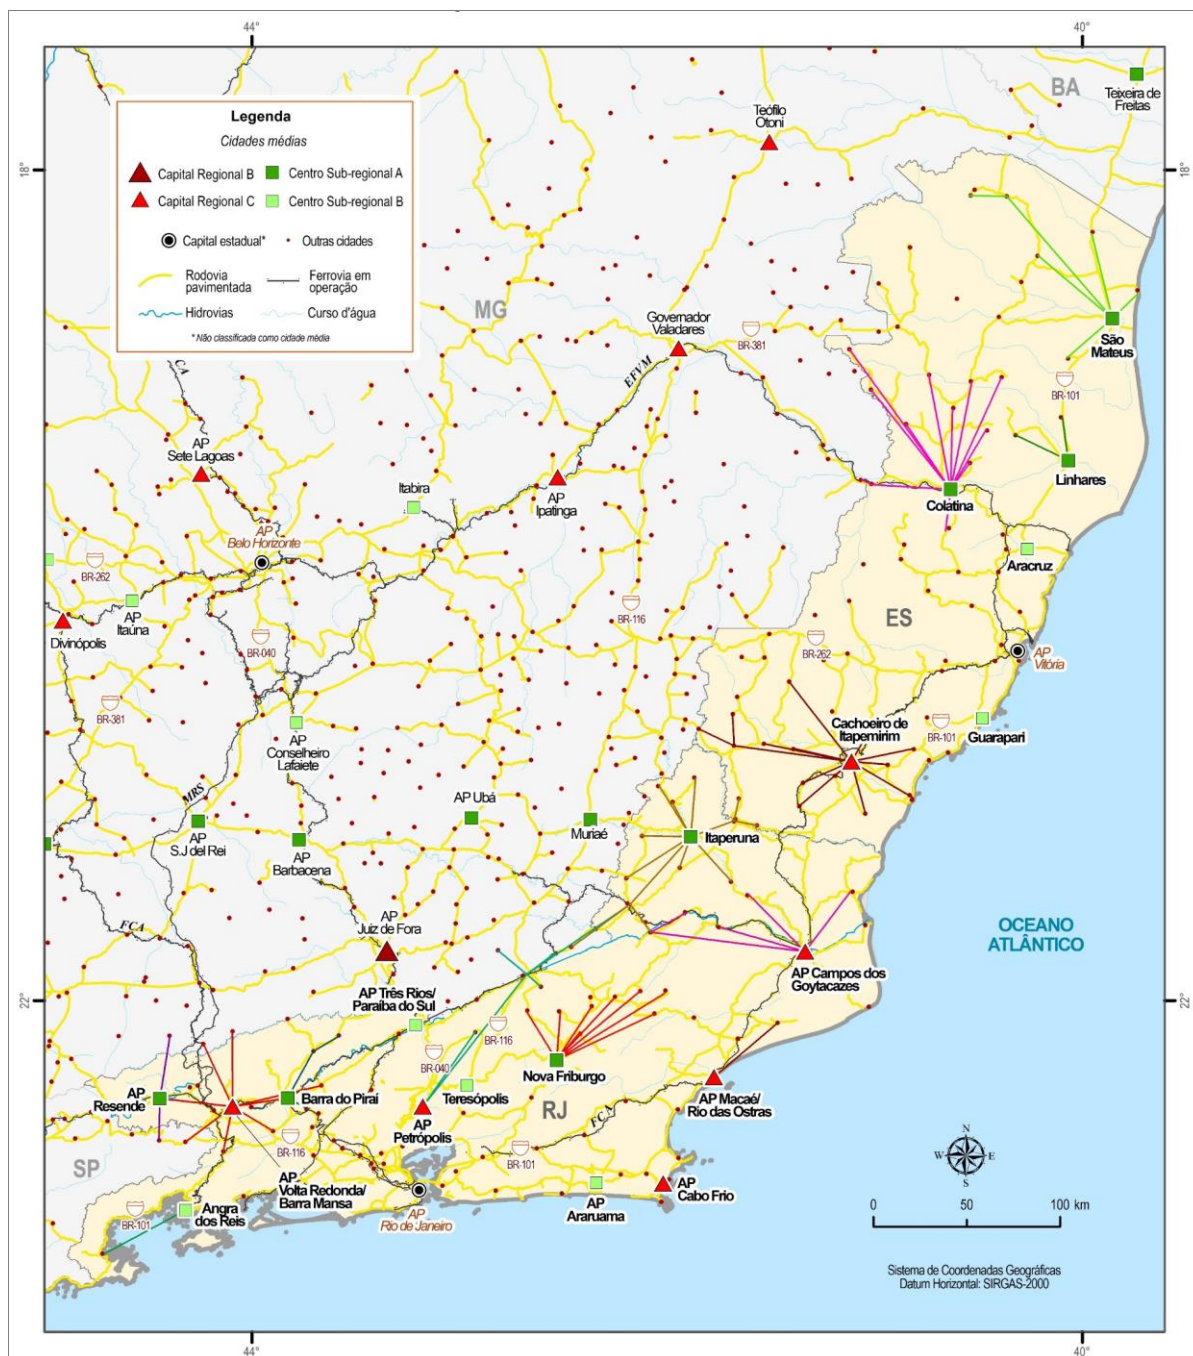 44°
40°
BA
Teixeira de
Freitas
Teófilo
Otoni
18°
18°
Legenda
Cidades médias
Capital Regional B
Centro Sub-regional A
Capital Regional C
Centro Sub-regional B
Capital estadual*
Outras cidades
Rodovia
pavimentada
Ferrovia em
operação
Hidrovias
Curso d'água
* Não classificada como cidade média
MG
Governador
Valadares
BR-381
São
Mateus
EFVM
BR-101
AP
Sete Lagoas
Itabira
AP
Ipatinga
Linhares
Colatina
AP
Belo Horizonte
Aracruz
BR-262
AP
Itaúna
BR-116
ES
Divinópolis
BR-040
BR-262
AP
Vitória
BR-381
AP
Conselheiro
Lafaiete
Cachoeiro de
Itapemirim
BR-101
Guarapari
MRS
AP Ubá
AP
S.J del Rei
AP
Barbacena
Muriaé
Itaperuna
FCA
AP
Juiz de Fora
OCEANO
ATLÂNTICO
AP Campos dos
Goytacazes
AP Três Rios/
Paraíba do Sul
22°
22°
BR-116
BR-040
Nova Friburgo
AP
Resende
Barra do Piraí
Teresópolis
AP Macaé/
Rio das Ostras
RJ
FCA
AP
Petrópolis
BR-116
BR-101
SP
AP
Volta Redonda/
Barra Mansa
N
W
E
S
Angra
dos Reis
BR-101
AP
Rio de Janeiro
AP
Araruama
AP
Cabo Frio
0
50
100 km
Sistema de Coordenadas Geográficas
Datum Horizontal: SIRGAS-2000
44°
40°